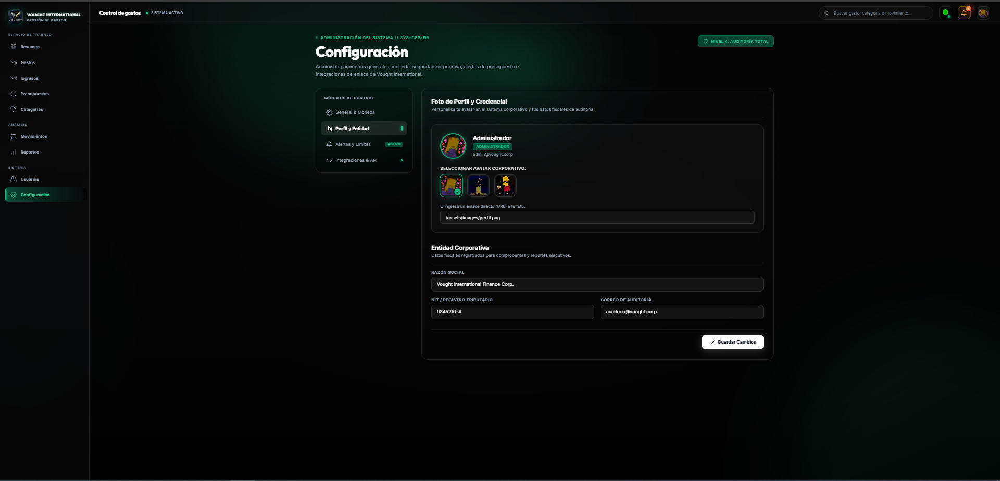 VOUGHT INTERNATIONAL
GESTIÓN DE GASTOS
Control de gastos
SISTEMA ACTIVO
Buscar gasto, categoría o movimiento...
1
ESPACIO DE TRABAJO
Resumen
Gastos
Ingresos
Presupuestos
Categorías
ANÁLISIS
Movimientos
Reportes
SISTEMA
Usuarios
Configuración
ADMINISTRACIÓN DEL SISTEMA // SYS-CFG-09
Configuración
Administra parámetros generales, moneda, seguridad corporativa, alertas de presupuesto e
integraciones de enlace de Vought International.
NIVEL 4: AUDITORÍA TOTAL
MÓDULOS DE CONTROL
General & Moneda
Perfil y Entidad
Alertas y Límites ACTIVO
Integraciones & API
Foto de Perfil y Credencial
Personaliza tu avatar en el sistema corporativo y tus datos fiscales de auditoría.
Administrador
ADMINISTRADOR
admin@vought.corp
SELECCIONAR AVATAR CORPORATIVO:
O ingresa un enlace directo (URL) a tu foto:
/assets/images/perfil.png
Entidad Corporativa
Datos fiscales registrados para comprobantes y reportes ejecutivos.
RAZÓN SOCIAL
Vought International Finance Corp.
NIT / REGISTRO TRIBUTARIO
9845210-4
CORREO DE AUDITORÍA
auditoria@vought.corp
Guardar Cambios